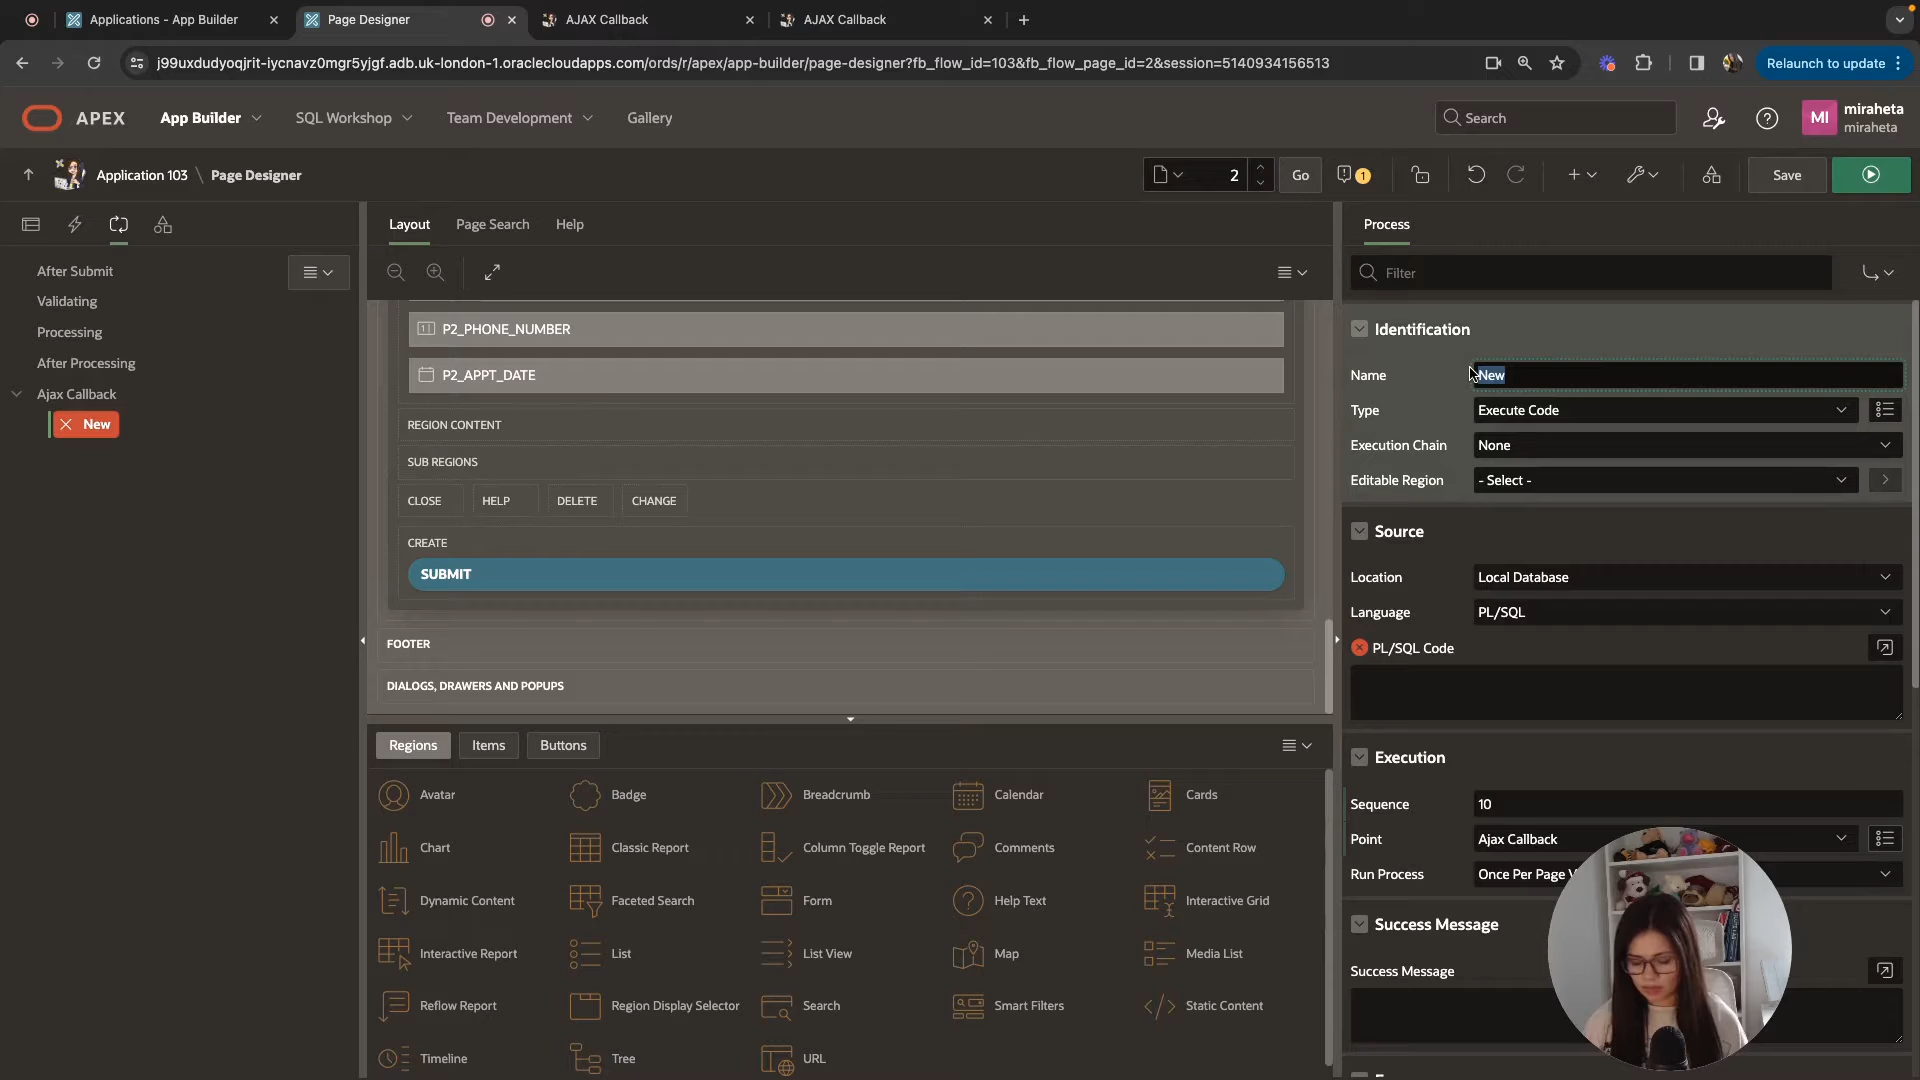 Applications - App Builder
Page Designer
AJAX Callback
AJAX Callback
j99uxdudyoqjrit-iycnavz0mgr5yjgf.adb.uk-london-1.oraclecloudapps.com/ords/r/apex/app-builder/page-designer?fb_flow_id=103&fb_flow_page_id=2&session=5140934156513
Relaunch to update
APEX
App Builder
SQL Workshop
Team Development
Gallery
Search
MI
miraheta
miraheta
Application 103 \ Page Designer
2
Go
1
Save
Layout
Page Search
Help
Process
After Submit
Validating
Processing
After Processing
Ajax Callback
New
P2_PHONE_NUMBER
P2_APPT_DATE
REGION CONTENT
SUB REGIONS
CLOSE
HELP
DELETE
CHANGE
CREATE
SUBMIT
FOOTER
DIALOGS, DRAWERS AND POPUPS
Regions
Items
Buttons
Avatar
Badge
Breadcrumb
Calendar
Cards
Chart
Classic Report
Column Toggle Report
Comments
Content Row
Dynamic Content
Faceted Search
Form
Help Text
Interactive Grid
Interactive Report
List
List View
Map
Media List
Reflow Report
Region Display Selector
Search
Smart Filters
Static Content
Timeline
Tree
URL
Filter
Identification
Name
New
Type
Execute Code
Execution Chain
None
Editable Region
- Select -
Source
Location
Local Database
Language
PL/SQL
PL/SQL Code
Execution
Sequence
10
Point
Ajax Callback
Run Process
Once Per Page
Success Message
Success Message